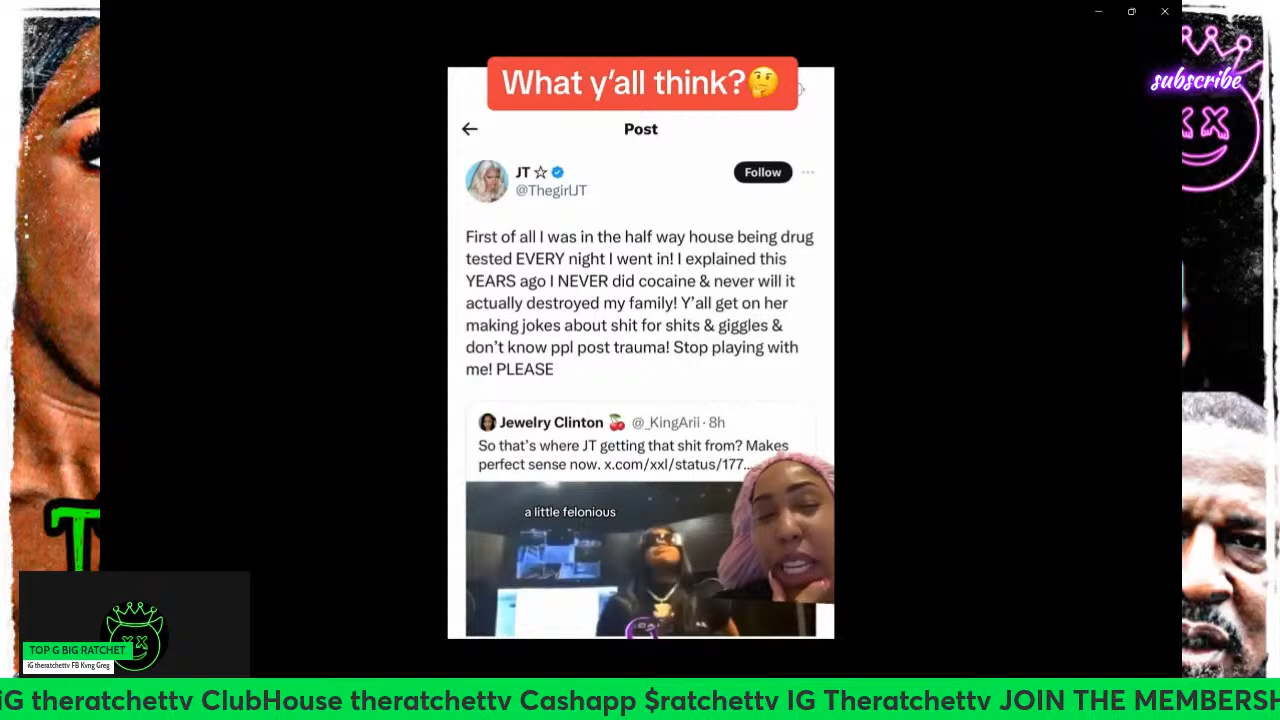 What y'all think?🤔
subscribe
Post
JT ☆
Follow
@ThegirlJT
First of all I was in the half way house being drug
tested EVERY night I went in! I explained this
YEARS ago I NEVER did cocaine & never will it
actually destroyed my family! Y'all get on her
making jokes about shit for shits & giggles &
don't know ppl post trauma! Stop playing with
me! PLEASE
Jewelry Clinton 🍒 @_KingArii · 8h
So that's where JT getting that shit from? Makes
perfect sense now. x.com/xxl/status/177...
a little felonious
TOP G BIG RATCHET
iG theratchettv FB Kvng Greg
iG theratchettv ClubHouse theratchettv Cashapp $ratchettv IG Theratchettv JOIN THE MEMBERSH